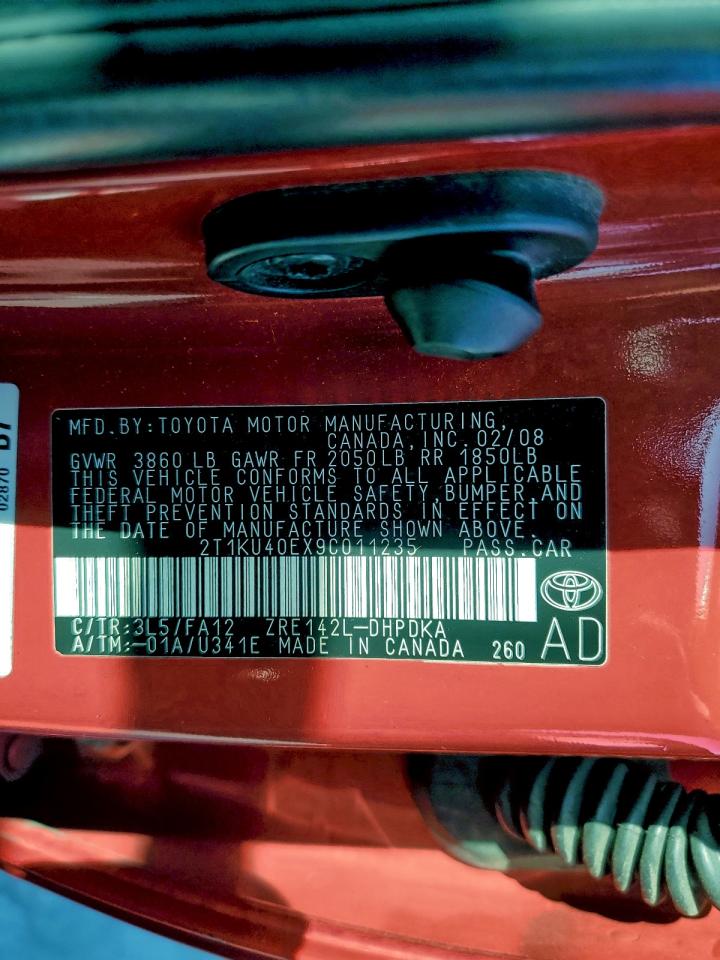 MFD.BY:TOYOTA MOTOR MANUFACTURING,
CANADA,INC. 02/08
GVWR 3860 LB GAWR FR 2050LB RR 1850LB
THIS VEHICLE CONFORMS TO ALL APPLICABLE
FEDERAL MOTOR VEHICLE SAFETY,BUMPER,AND
THEFT PREVENTION STANDARDS IN EFFECT ON
THE DATE OF MANUFACTURE SHOWN ABOVE.
2T1KU40EX9C011235 PASS.CAR
C/TR:3L5/FA12 ZRE142L-DHPDKA
A/TM:-01A/U341E MADE IN CANADA 260
AD
02870